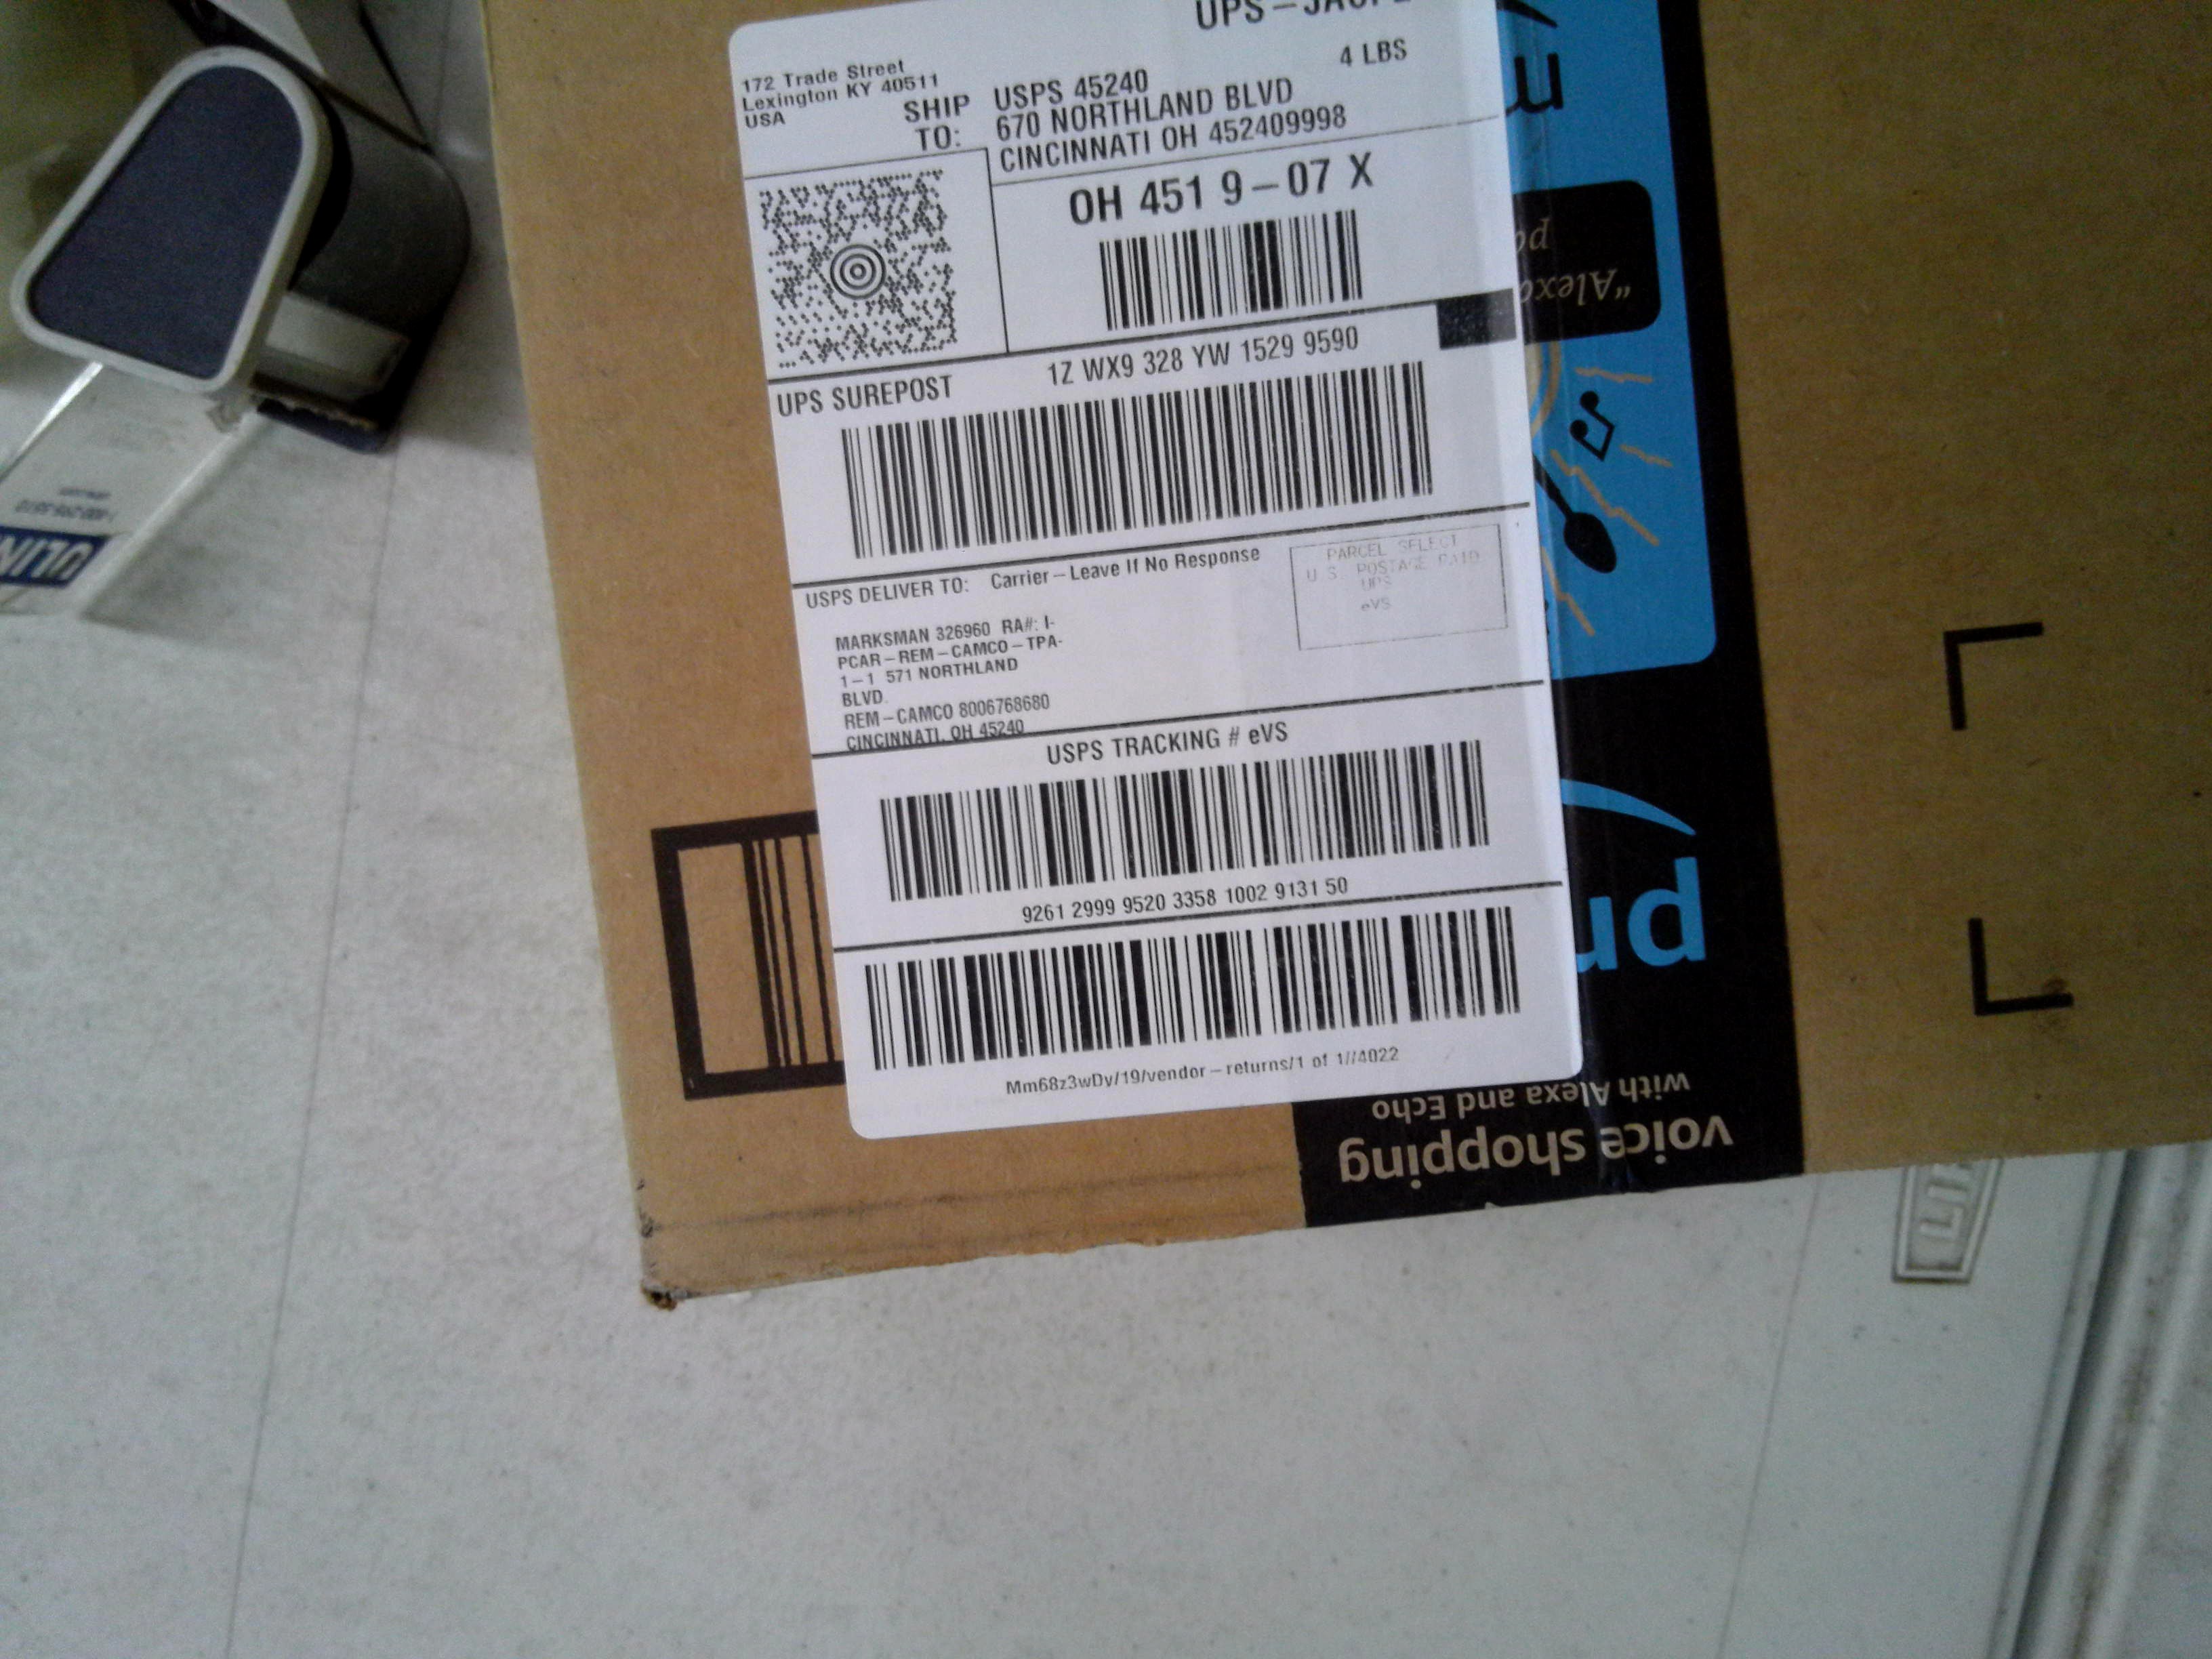 4 LBS
172 Trade Street
Lexington KY 40511
USA
SHIP
TO:
USPS 45240
670 NORTHLAND BLVD
CINCINNATI OH 452409998
OH 451 9-07 X
UPS SUREPOST
1Z WX9 328 YW 1529 9590
USPS DELIVER TO: Carrier-Leave If No Response
PARCEL SELECT
U.S. POSTAGE PAID
UPS
eVS
MARKSMAN 326960 RA#: I-
PCAR-REM-CAMCO-TPA-
1-1 571 NORTHLAND
BLVD.
REM-CAMCO 8006768680
CINCINNATI, OH 45240
USPS TRACKING # eVS
9261 2999 9520 3358 1002 9131 50
Mm68z3wDy/19/vendor-returns/1 of 1//4022
voice shopping
with Alexa and Echo